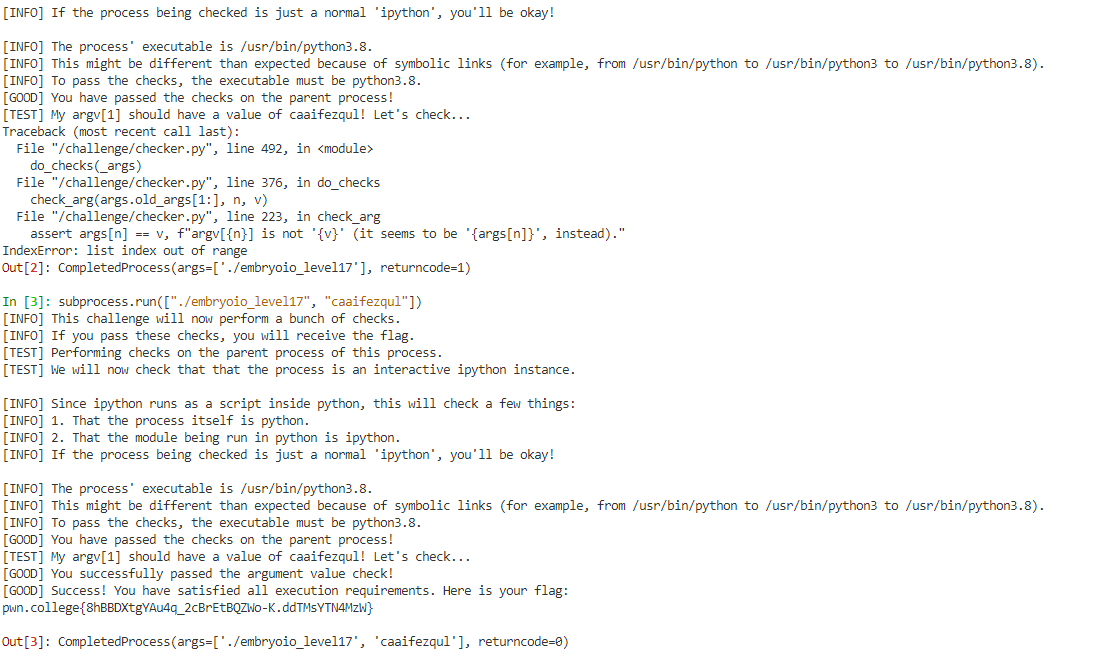 [INFO] If the process being checked is just a normal 'ipython', you'll be okay!
[INFO] The process' executable is /usr/bin/python3.8.
[INFO] This might be different than expected because of symbolic links (for example, from /usr/bin/python to /usr/bin/python3 to /usr/bin/python3.8).
[INFO] To pass the checks, the executable must be python3.8.
[GOOD] You have passed the checks on the parent process!
[TEST] My argv[1] should have a value of caaifezqul! Let's check...
Traceback (most recent call last):
  File "/challenge/checker.py", line 492, in <module>
    do_checks(_args)
  File "/challenge/checker.py", line 376, in do_checks
    check_arg(args.old_args[1:], n, v)
  File "/challenge/checker.py", line 223, in check_arg
    assert args[n] == v, f"argv[{n}] is not '{v}' (it seems to be '{args[n]}', instead)."
IndexError: list index out of range
Out[2]: CompletedProcess(args=['./embryoio_level17'], returncode=1)
In [3]: subprocess.run(["./embryoio_level17", "caaifezqul"])
[INFO] This challenge will now perform a bunch of checks.
[INFO] If you pass these checks, you will receive the flag.
[TEST] Performing checks on the parent process of this process.
[TEST] We will now check that that the process is an interactive ipython instance.
[INFO] Since ipython runs as a script inside python, this will check a few things:
[INFO] 1. That the process itself is python.
[INFO] 2. That the module being run in python is ipython.
[INFO] If the process being checked is just a normal 'ipython', you'll be okay!
[INFO] The process' executable is /usr/bin/python3.8.
[INFO] This might be different than expected because of symbolic links (for example, from /usr/bin/python to /usr/bin/python3 to /usr/bin/python3.8).
[INFO] To pass the checks, the executable must be python3.8.
[GOOD] You have passed the checks on the parent process!
[TEST] My argv[1] should have a value of caaifezqul! Let's check...
[GOOD] You successfully passed the argument value check!
[GOOD] Success! You have satisfied all execution requirements. Here is your flag:
pwn.college{8hBBDXtgYAu4q_2cBrEtBQZWo-K.ddTMsYTN4MzW}
Out[3]: CompletedProcess(args=['./embryoio_level17', 'caaifezqul'], returncode=0)